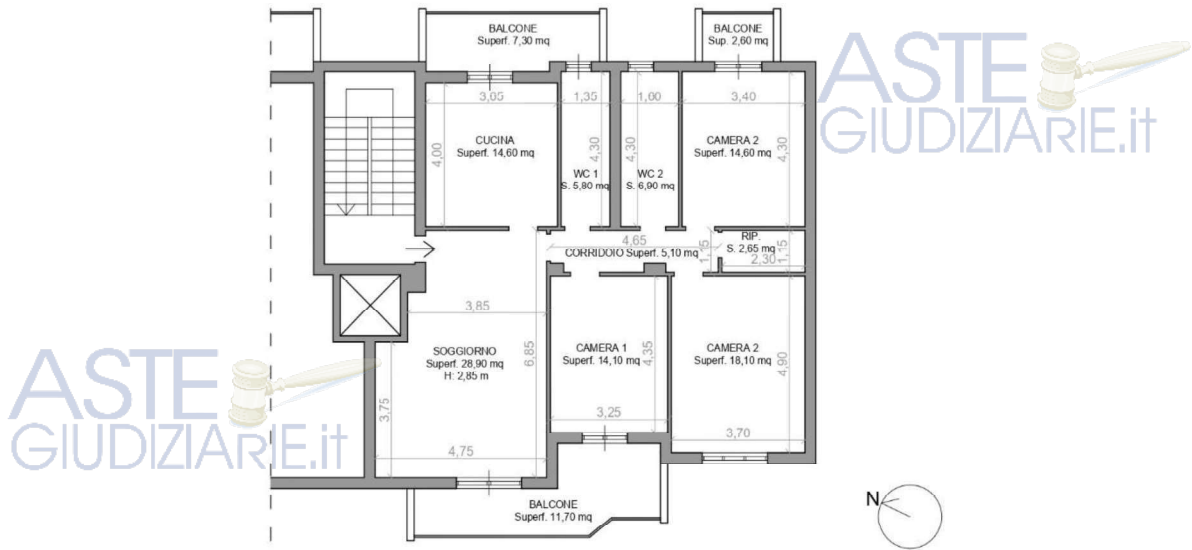 BALCONE
Superf. 7,30 mq
BALCONE
Sup. 2,60 mq
ASTE
GIUDIZIARIE.it
3,05
1,35
1,00
3,40
CUCINA
Superf. 14,60 mq
4,00
4,30
WC 1
S. 5,80 mq
4,30
WC 2
S. 6,90 mq
CAMERA 2
Superf. 14,60 mq
4,30
4,65
CORRIDOIO Superf. 5,10 mq
1,15
RIP.
S. 2,65 mq
1,15
2,30
3,85
SOGGIORNO
Superf. 28,90 mq
H: 2,85 m
6,85
CAMERA 1
Superf. 14,10 mq
4,35
CAMERA 2
Superf. 18,10 mq
4,90
ASTE
GIUDIZIARIE.it
3,75
4,75
3,25
3,70
BALCONE
Superf. 11,70 mq
N